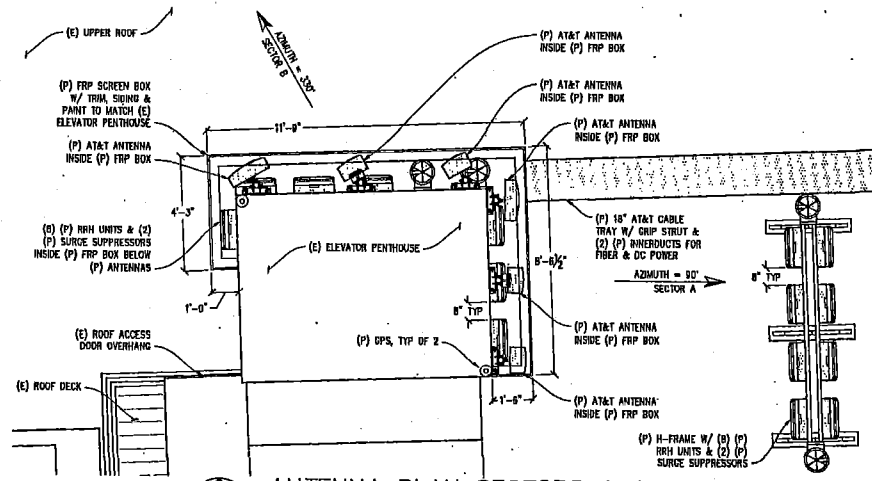 (E) UPPER ROOF
AZIMUTH = 330°
SECTOR B
(P) AT&T ANTENNA
INSIDE (P) FRP BOX
(P) FRP SCREEN BOX
W/ TRIM, SIDING &
PAINT TO MATCH (E)
ELEVATOR PENTHOUSE
(P) AT&T ANTENNA
INSIDE (P) FRP BOX
11'-9"
(P) AT&T ANTENNA
INSIDE (P) FRP BOX
(P) AT&T ANTENNA
INSIDE (P) FRP BOX
4'-3"
(8) (P) RRH UNITS & (2)
(P) SURGE SUPPRESSORS
INSIDE (P) FRP BOX BELOW
(P) ANTENNAS
(E) ELEVATOR PENTHOUSE
(P) 18" AT&T CABLE
TRAY W/ GRIP STRUT &
(2) (P) INNERDUCTS FOR
FIBER & DC POWER
8'-6½"
AZIMUTH = 90°
SECTOR A
8" TYP
1'-0"
8" TYP
(E) ROOF ACCESS
DOOR OVERHANG
(P) GPS, TYP OF 2
(P) AT&T ANTENNA
INSIDE (P) FRP BOX
(E) ROOF DECK
1'-6"
(P) AT&T ANTENNA
INSIDE (P) FRP BOX
(P) H-FRAME W/ (8) (P)
RRH UNITS & (2) (P)
SURGE SUPPRESSORS
ANTENNA PLAN